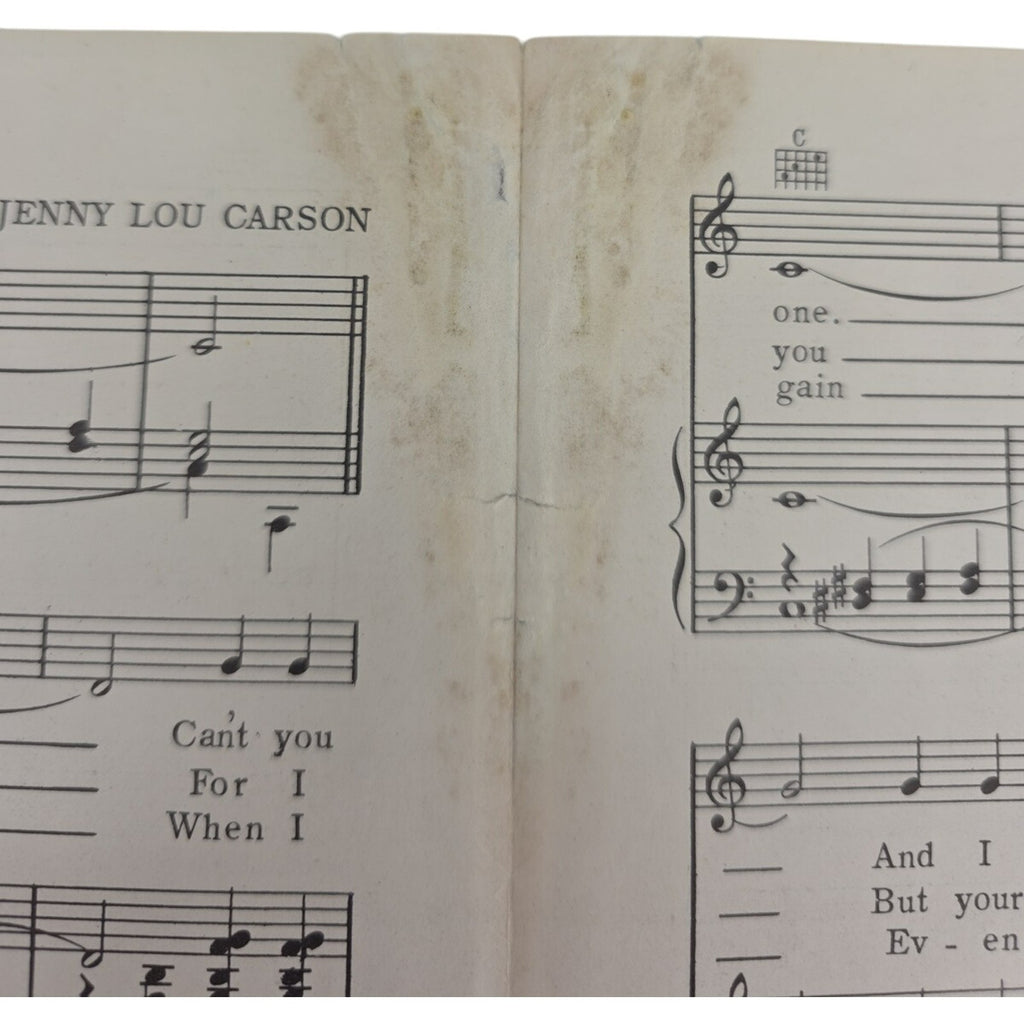 JENNY LOU CARSON
Can't you
For I
When I
C
one.
you
gain
And I
But your
Ev - en